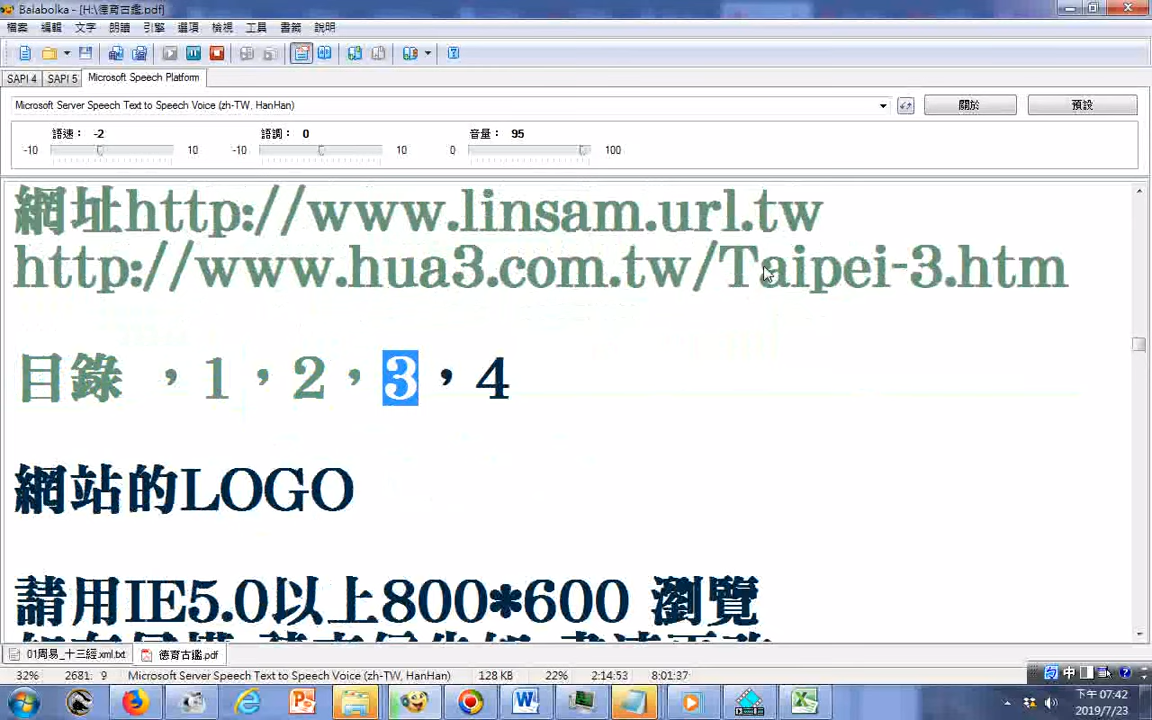 Balabolka - [H:\德育古鑑.pdf]
檔案 編輯 文字 朗讀 引擎 選項 檢視 工具 書籤 說明
SAPI 4 SAPI 5 Microsoft Speech Platform
Microsoft Server Speech Text to Speech Voice (zh-TW, HanHan)
關於 預設
語速： -2 語調： 0 音量： 95
-10 10 -10 10 0 100
網址http://www.linsam.url.tw
http://www.hua3.com.tw/Taipei-3.htm
目錄 ，1，2，3，4
網站的LOGO
請用IE5.0以上800*600 瀏覽
01周易_十三經.xml.txt 德育古鑑.pdf
32% 2681: 9 Microsoft Server Speech Text to Speech Voice (zh-TW, HanHan) 128 KB 22% 2:14:53 8:01:37
中
下午 07:42
2019/7/23